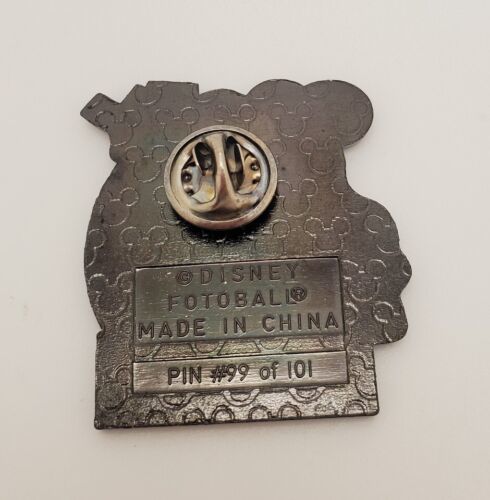 © DISNEY
FOTOBALL®
MADE IN CHINA
PIN #99 of 101